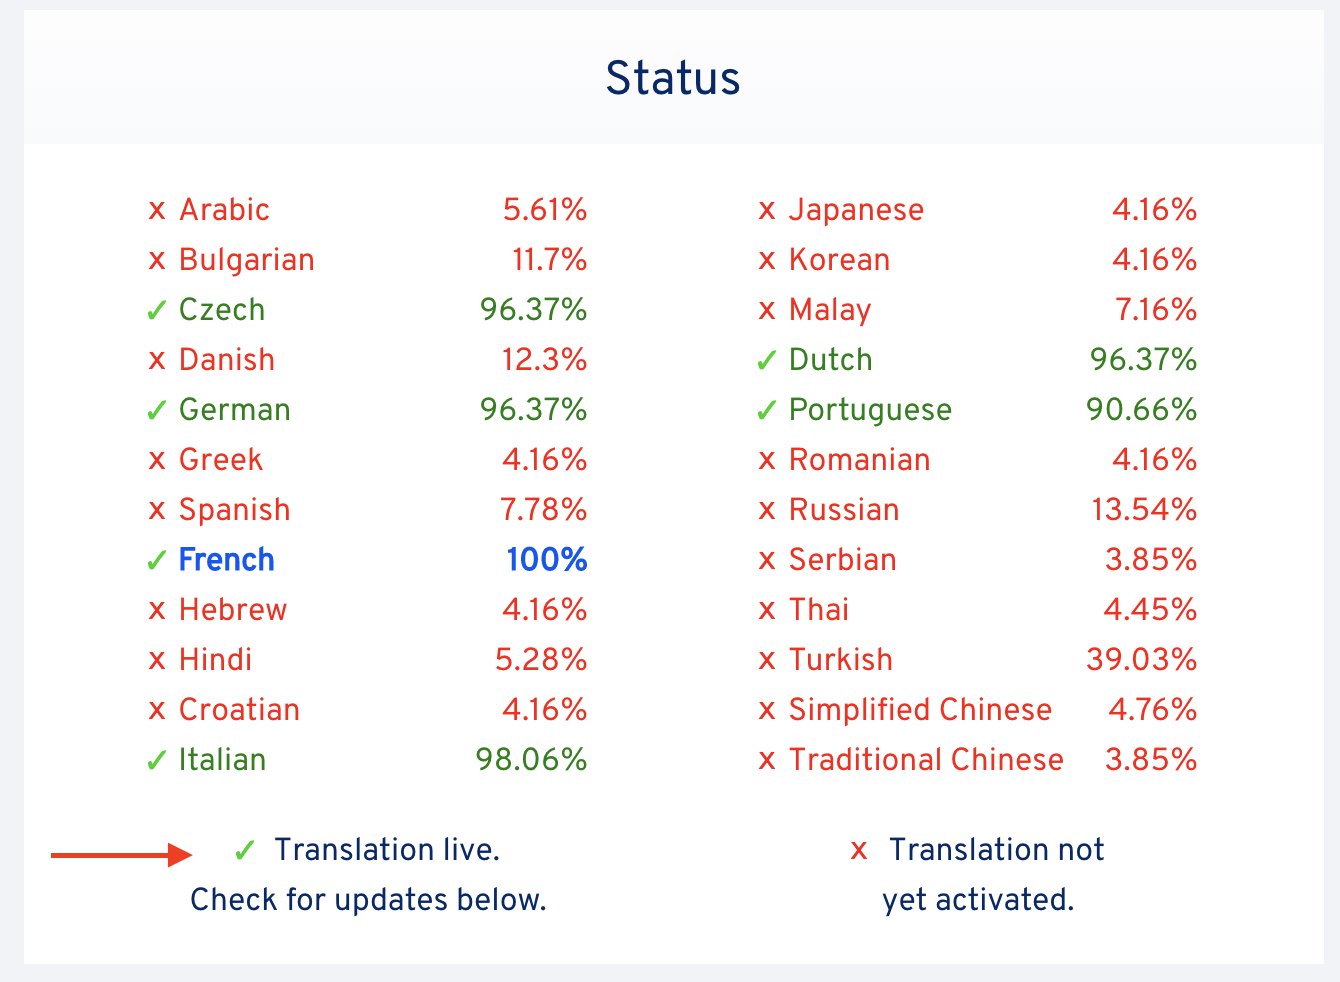 Status
x Arabic 5.61%
x Bulgarian 11.7%
✓ Czech 96.37%
x Danish 12.3%
✓ German 96.37%
x Greek 4.16%
x Spanish 7.78%
✓ French 100%
x Hebrew 4.16%
x Hindi 5.28%
x Croatian 4.16%
✓ Italian 98.06%
x Japanese 4.16%
x Korean 4.16%
x Malay 7.16%
✓ Dutch 96.37%
✓ Portuguese 90.66%
x Romanian 4.16%
x Russian 13.54%
x Serbian 3.85%
x Thai 4.45%
x Turkish 39.03%
x Simplified Chinese 4.76%
x Traditional Chinese 3.85%
✓ Translation live.
Check for updates below.
x Translation not
yet activated.